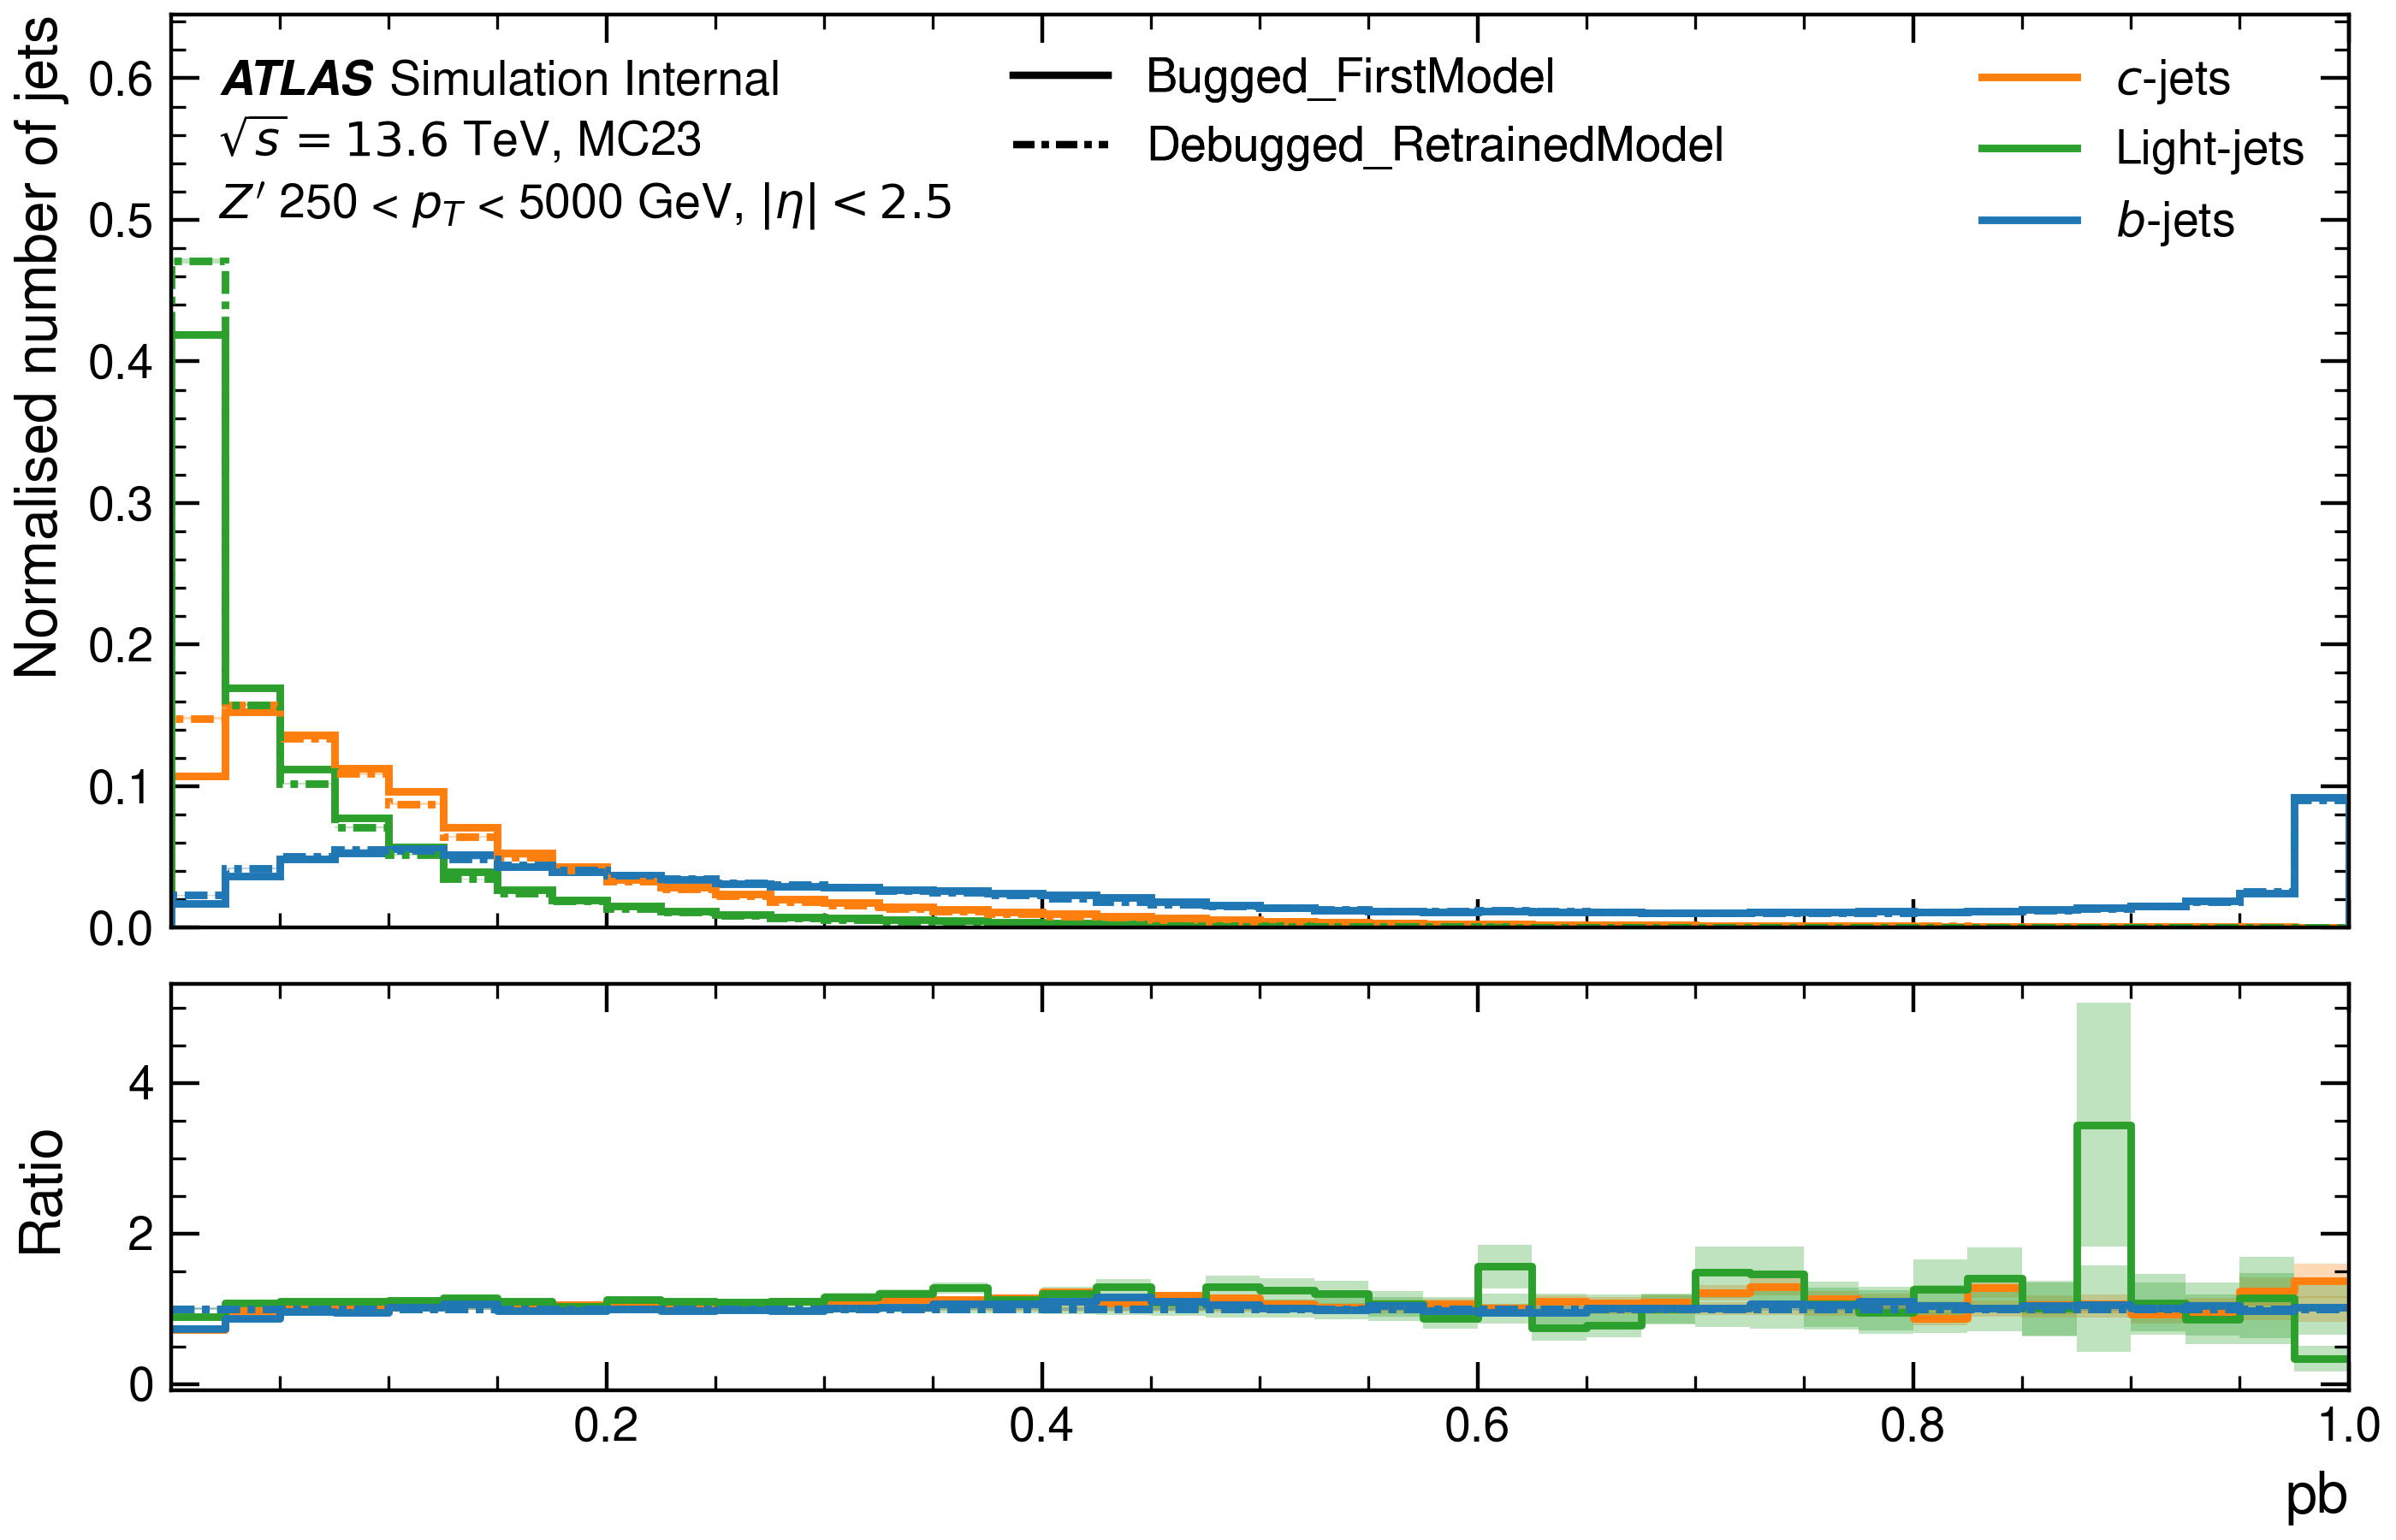 Normalised number of jets
ATLAS Simulation Internal
√s = 13.6 TeV, MC23
Z′ 250 < pT < 5000 GeV, |η| < 2.5
Bugged_FirstModel
Debugged_RetrainedModel
c-jets
Light-jets
b-jets
0.6
0.5
0.4
0.3
0.2
0.1
0.0
Ratio
4
2
0
0.2 0.4 0.6 0.8 1.0
pb